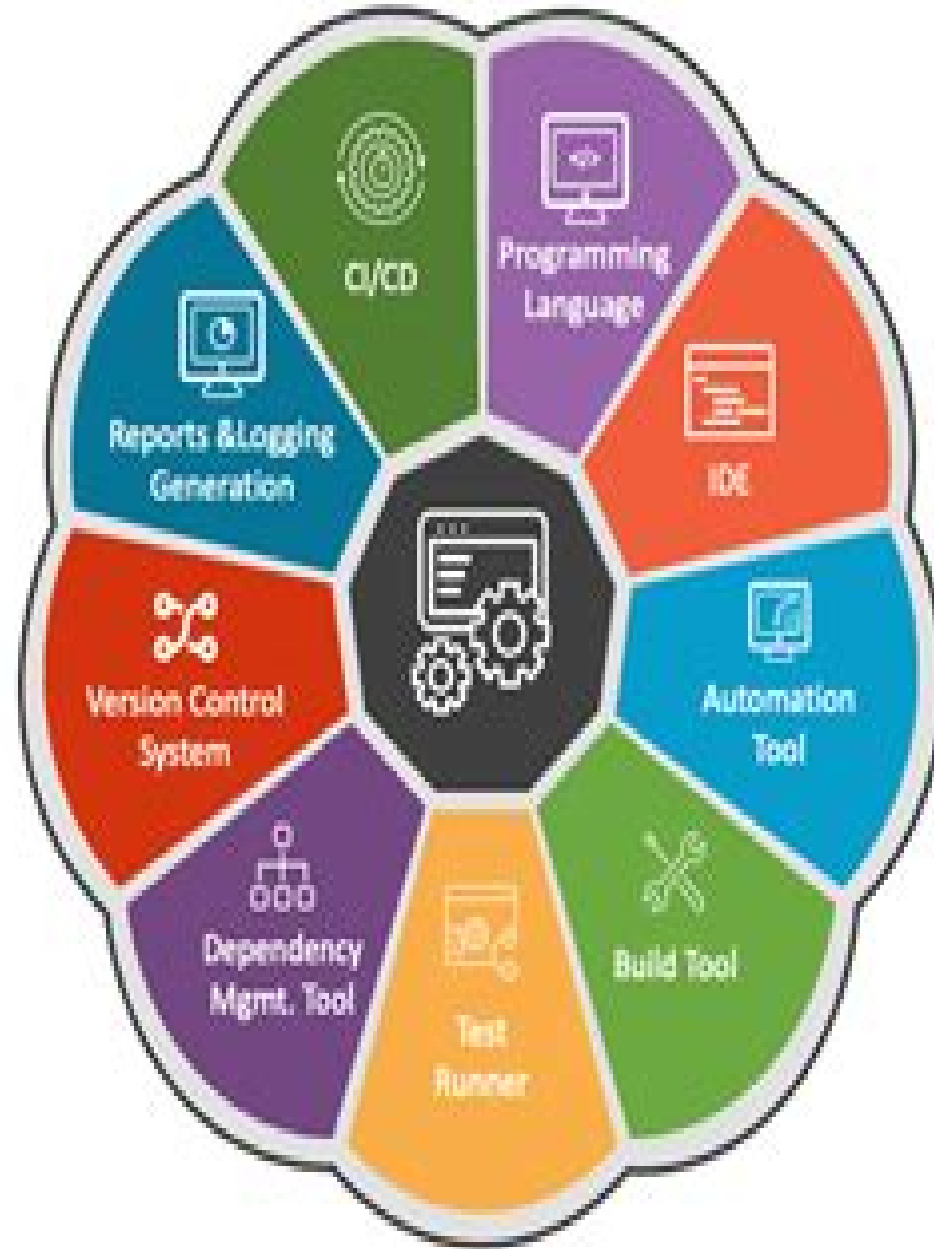 CI/CD
Programming
Language
IDE
Automation
Tool
Build Tool
Test
Runner
Dependency
Mgmt. Tool
Version Control
System
Reports &Logging
Generation